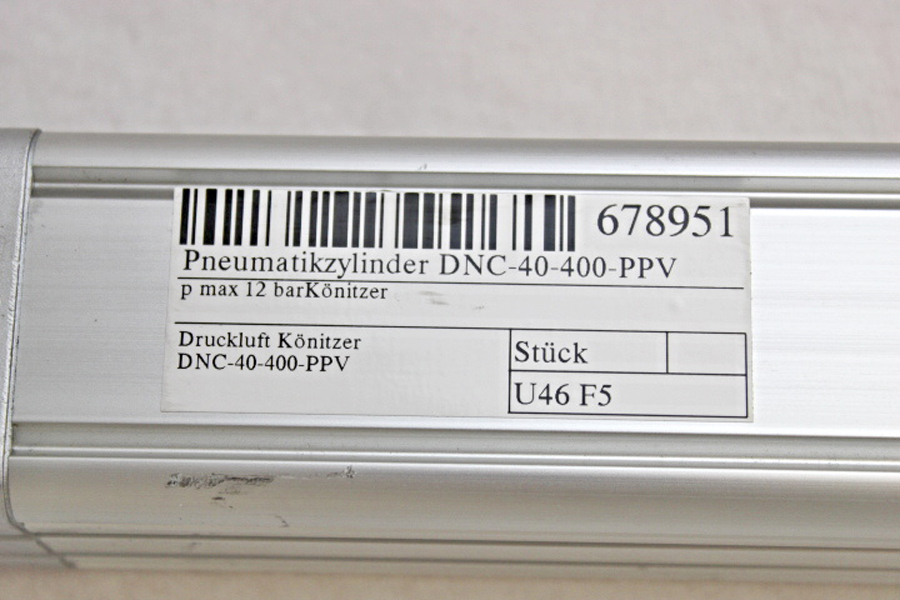 678951
Pneumatikzylinder DNC-40-400-PPV
p max 12 barKönitzer
Druckluft Könitzer
DNC-40-400-PPV
Stück
U46 F5